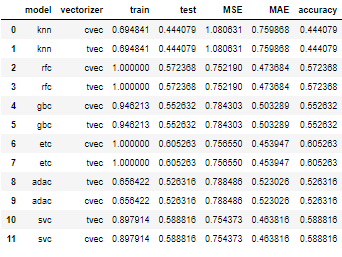 model vectorizer train test MSE MAE accuracy
0 knn cvec 0.694841 0.444079 1.080631 0.759868 0.444079
1 knn tvec 0.694841 0.444079 1.080631 0.759868 0.444079
2 rfc cvec 1.000000 0.572368 0.752190 0.473684 0.572368
3 rfc tvec 1.000000 0.572368 0.752190 0.473684 0.572368
4 gbc cvec 0.946213 0.552632 0.784303 0.503289 0.552632
5 gbc tvec 0.946213 0.552632 0.784303 0.503289 0.552632
6 etc cvec 1.000000 0.605263 0.756550 0.453947 0.605263
7 etc tvec 1.000000 0.605263 0.756550 0.453947 0.605263
8 adac tvec 0.656422 0.526316 0.788486 0.523026 0.526316
9 adac cvec 0.656422 0.526316 0.788486 0.523026 0.526316
10 svc tvec 0.897914 0.588816 0.754373 0.463816 0.588816
11 svc cvec 0.897914 0.588816 0.754373 0.463816 0.588816